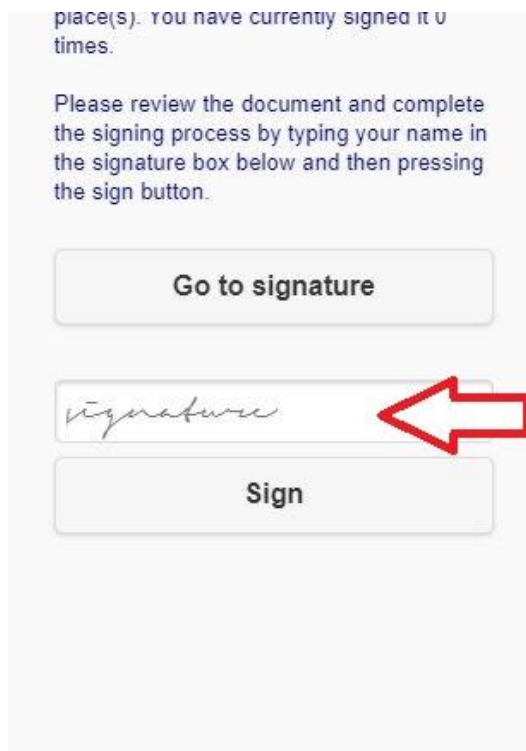 place(s). You have currently signed it 0
times.
Please review the document and complete
the signing process by typing your name in
the signature box below and then pressing
the sign button.
Go to signature
signature
Sign